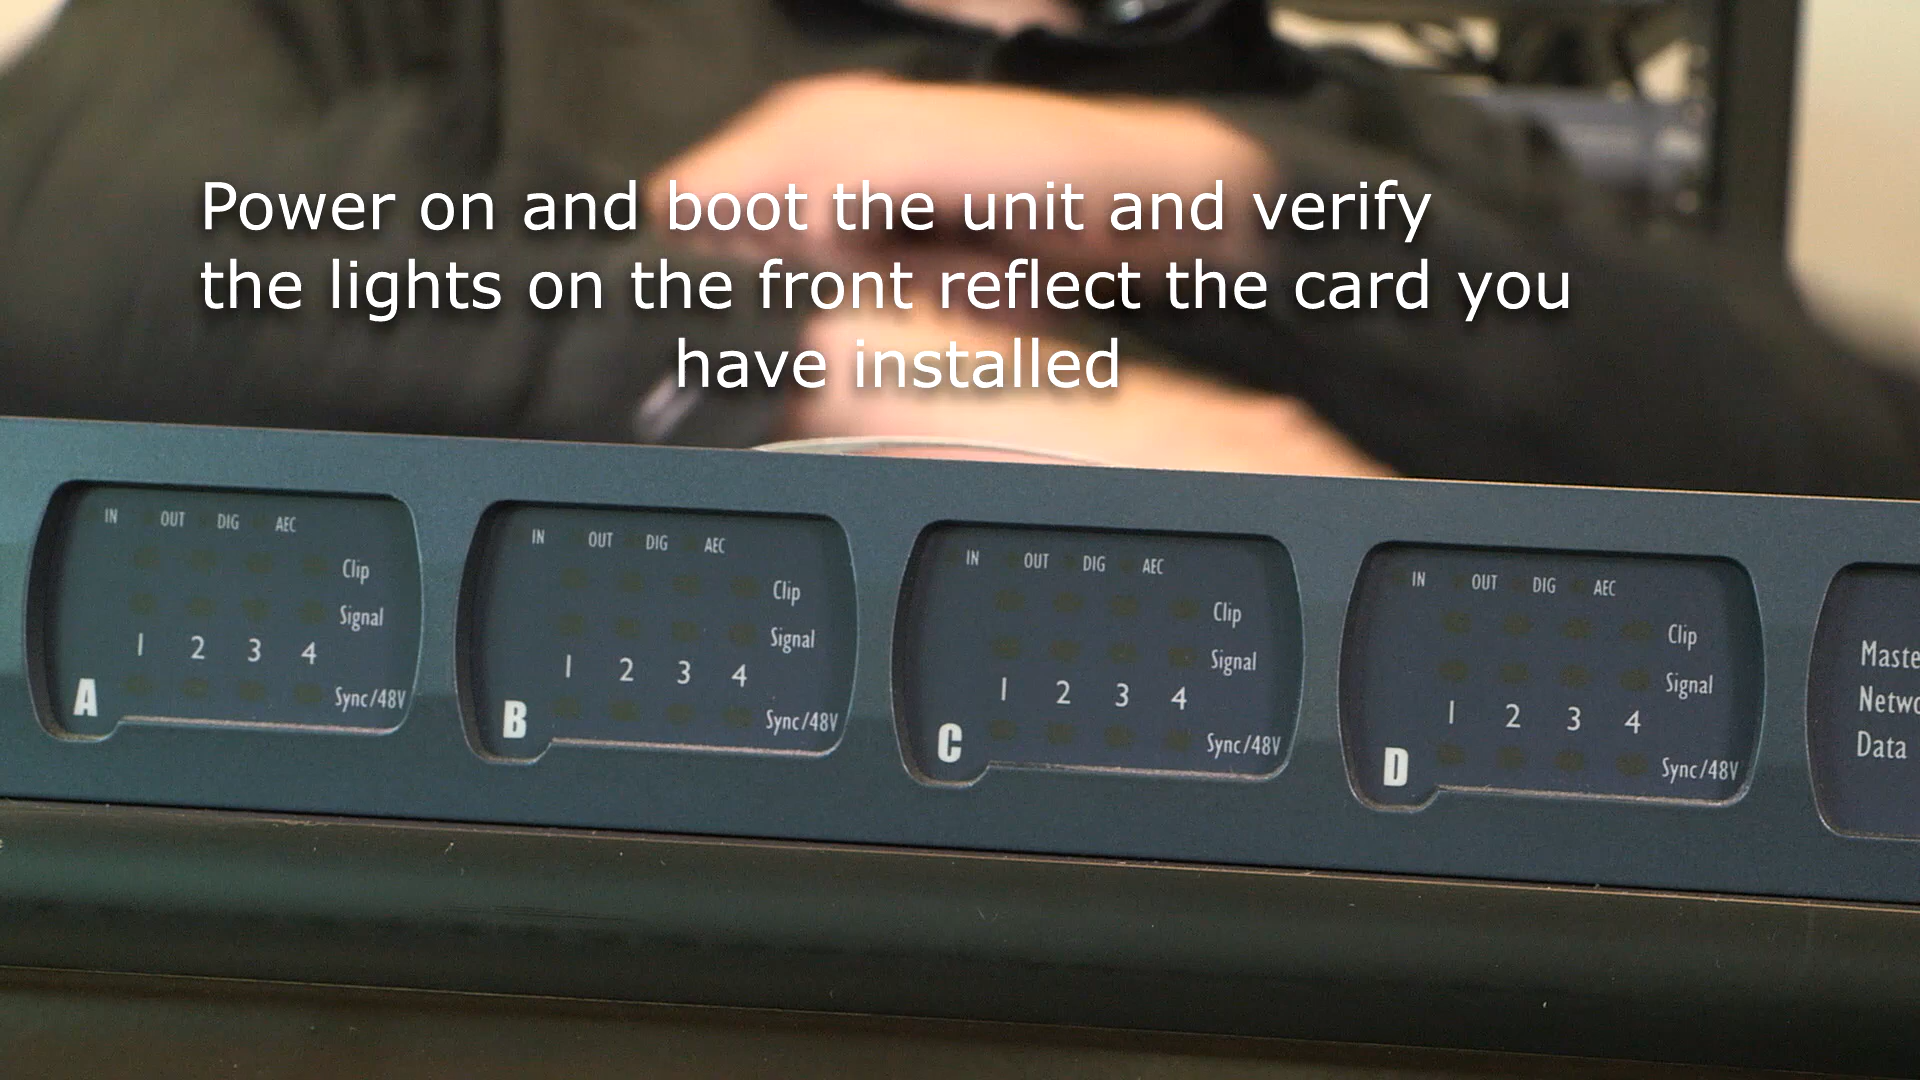 Power on and boot the unit and verify
the lights on the front reflect the card you
have installed
IN OUT DIG AEC
Clip
Signal
1 2 3 4
A
Sync/48V
IN OUT DIG AEC
Clip
Signal
1 2 3 4
B
Sync/48V
IN OUT DIG AEC
Clip
Signal
1 2 3 4
C
Sync/48V
IN OUT DIG AEC
Clip
Signal
1 2 3 4
D
Sync/48V
Maste
Netwo
Data